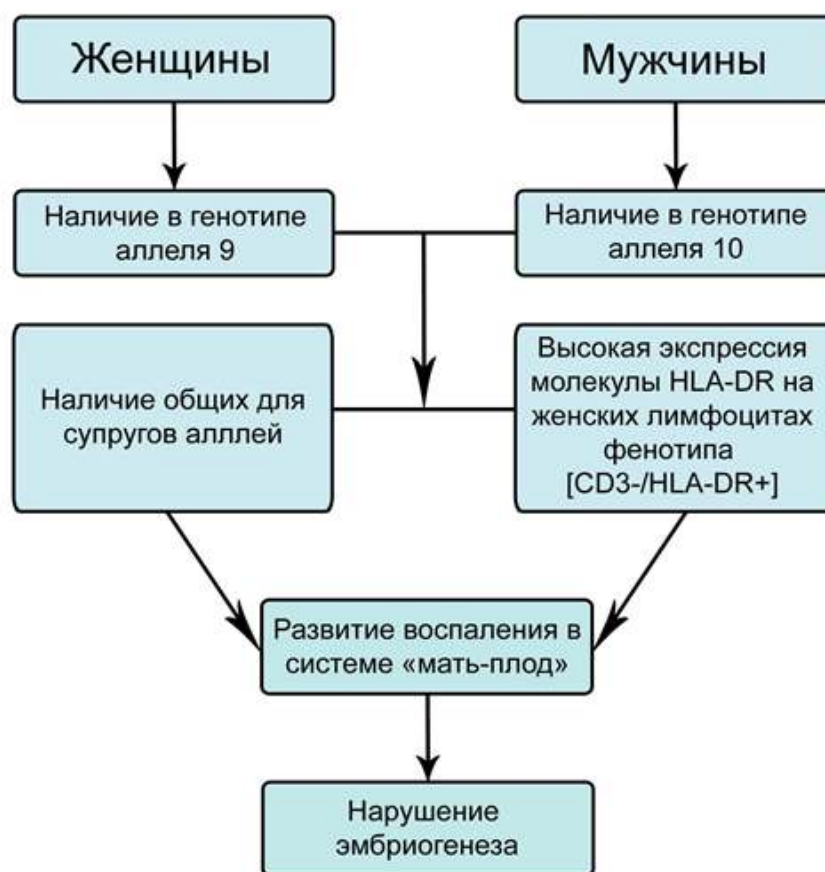 Женщины
Мужчины
Наличие в генотипе
аллеля 9
Наличие в генотипе
аллеля 10
Наличие общих для
супругов алллей
Высокая экспрессия
молекулы HLA-DR на
женских лимфоцитах
фенотипа
[CD3-/HLA-DR+]
Развитие воспаления в
системе «мать-плод»
Нарушение
эмбриогенеза